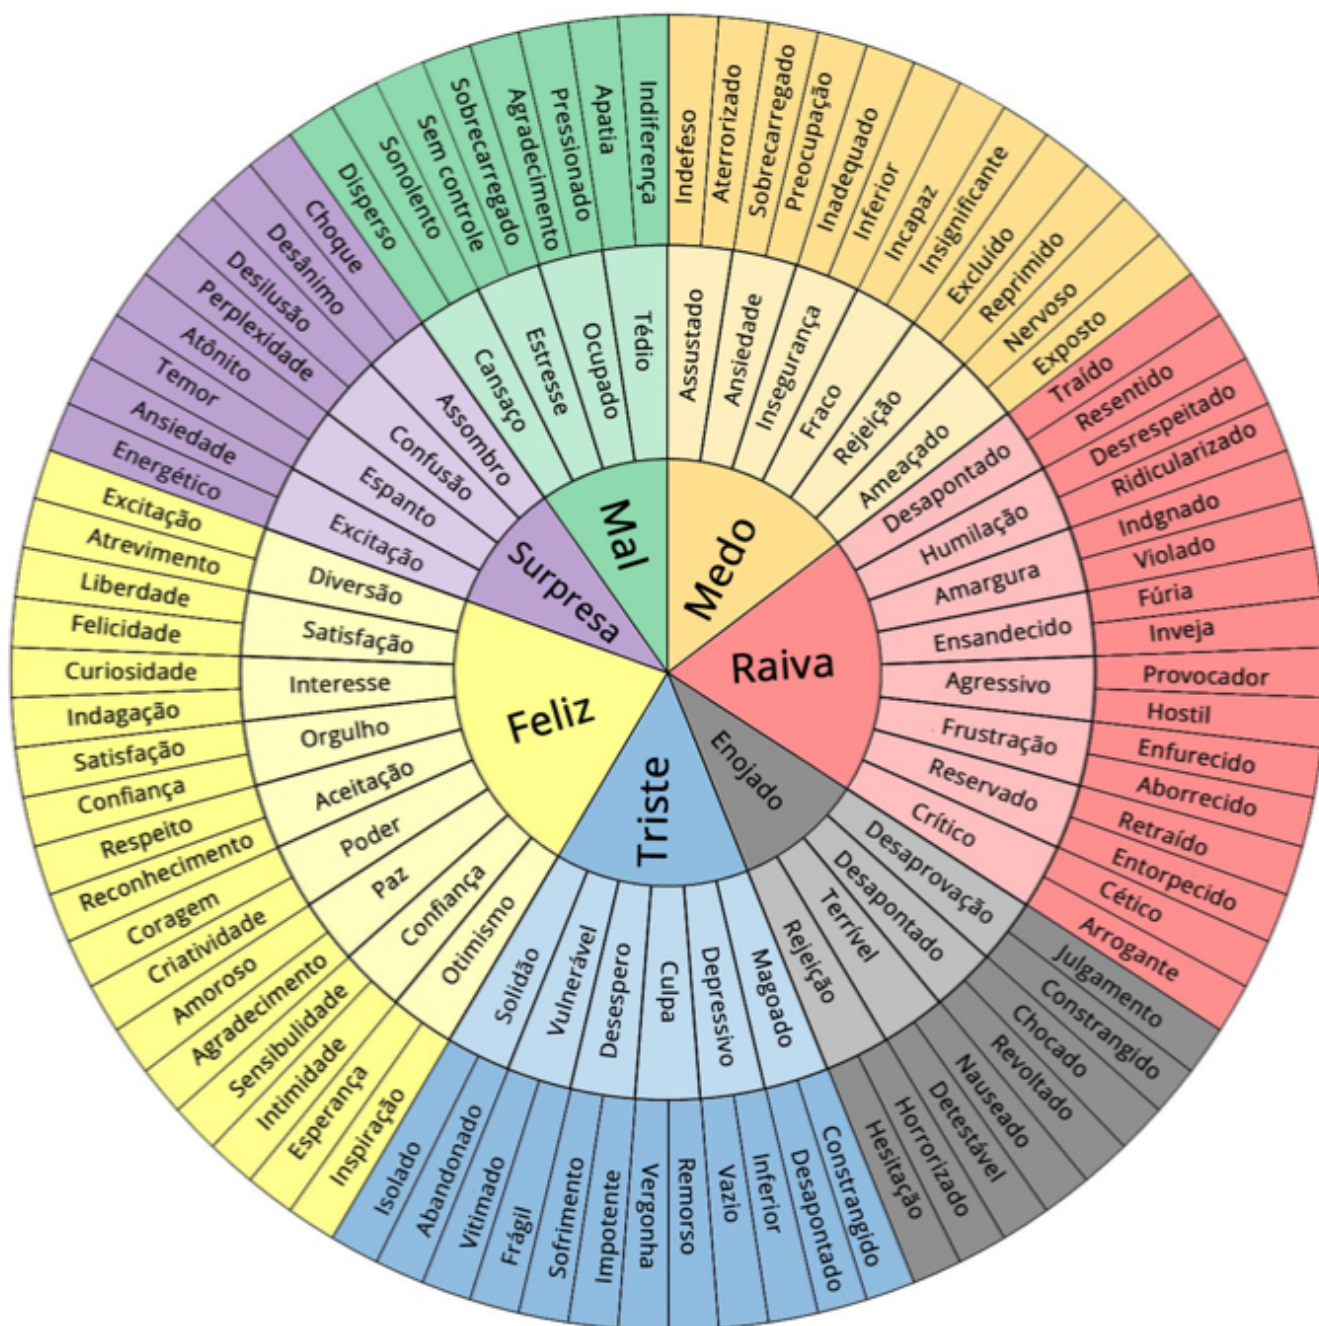 Medo
Raiva
Enojado
Triste
Feliz
Surpresa
Mal
Assustado
Ansiedade
Insegurança
Fraco
Rejeição
Ameaçado
Desapontado
Humilação
Amargura
Ensandecido
Agressivo
Frustração
Reservado
Crítico
Desaprovação
Desapontado
Terrível
Rejeição
Magoado
Depressivo
Culpa
Desespero
Vulnerável
Solidão
Otimismo
Confiança
Paz
Poder
Aceitação
Orgulho
Interesse
Satisfação
Diversão
Excitação
Espanto
Confusão
Assombro
Cansaço
Estresse
Ocupado
Tédio
Indefeso
Aterrorizado
Sobrecarregado
Preocupação
Inadequado
Inferior
Incapaz
Insignificante
Excluído
Reprimido
Nervoso
Exposto
Traído
Resentido
Desrespeitado
Ridicularizado
Indgnado
Violado
Fúria
Inveja
Provocador
Hostil
Enfurecido
Aborrecido
Retraído
Entorpecido
Cético
Arrogante
Julgamento
Constrangido
Chocado
Revoltado
Nauseado
Detestável
Horrorizado
Hesitação
Constrangido
Desapontado
Inferior
Vazio
Remorso
Vergonha
Impotente
Sofrimento
Frágil
Vitimado
Abandonado
Isolado
Inspiração
Esperança
Intimidade
Sensibulidade
Agradecimento
Amoroso
Criatividade
Coragem
Reconhecimento
Respeito
Confiança
Satisfação
Indagação
Curiosidade
Felicidade
Liberdade
Atrevimento
Excitação
Energético
Ansiedade
Temor
Atônito
Perplexidade
Desilusão
Desânimo
Choque
Disperso
Sonolento
Sem controle
Sobrecarregado
Agradecimento
Pressionado
Apatia
Indiferença